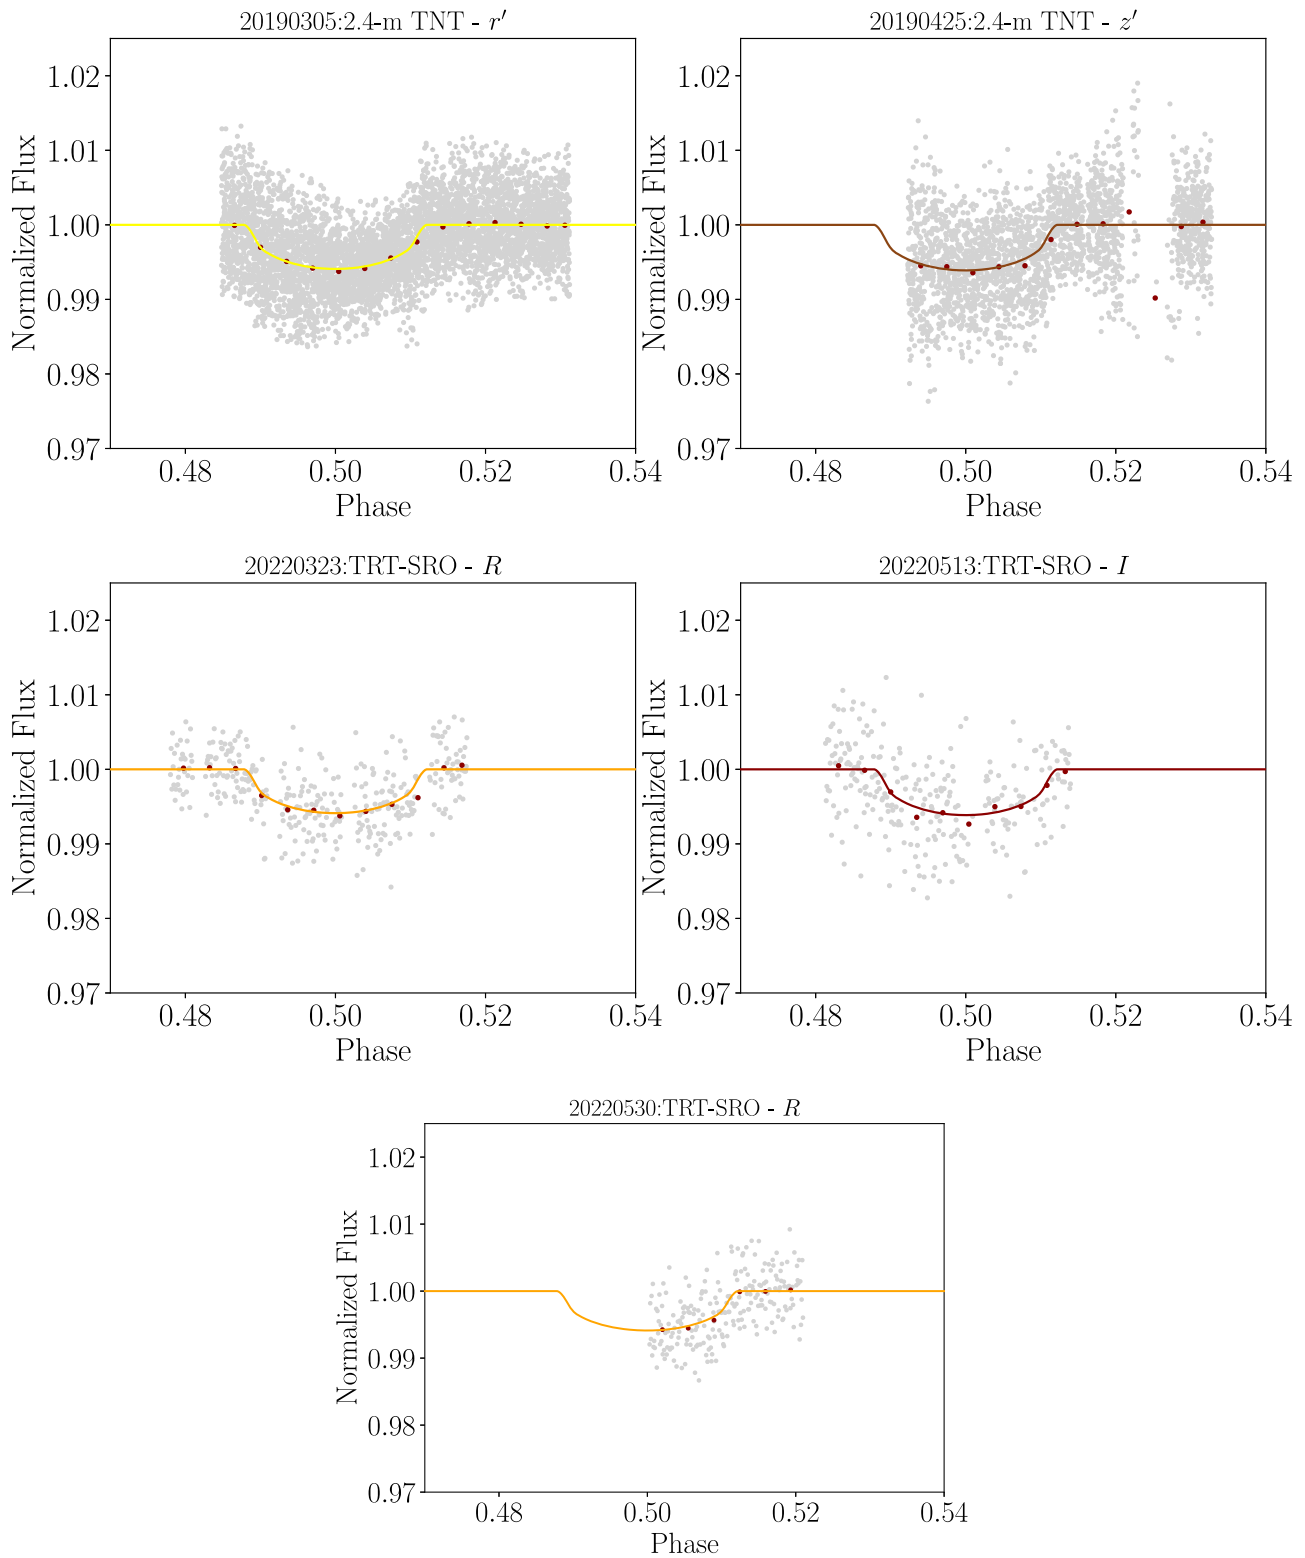 20190305:2.4-m TNT - r′
1.02
1.01
1.00
0.99
0.98
0.97
Normalized Flux
0.48 0.50 0.52 0.54
Phase
20190425:2.4-m TNT - z′
1.02
1.01
1.00
0.99
0.98
0.97
Normalized Flux
0.48 0.50 0.52 0.54
Phase
20220323:TRT-SRO - R
1.02
1.01
1.00
0.99
0.98
0.97
Normalized Flux
0.48 0.50 0.52 0.54
Phase
20220513:TRT-SRO - I
1.02
1.01
1.00
0.99
0.98
0.97
Normalized Flux
0.48 0.50 0.52 0.54
Phase
20220530:TRT-SRO - R
1.02
1.01
1.00
0.99
0.98
0.97
Normalized Flux
0.48 0.50 0.52 0.54
Phase